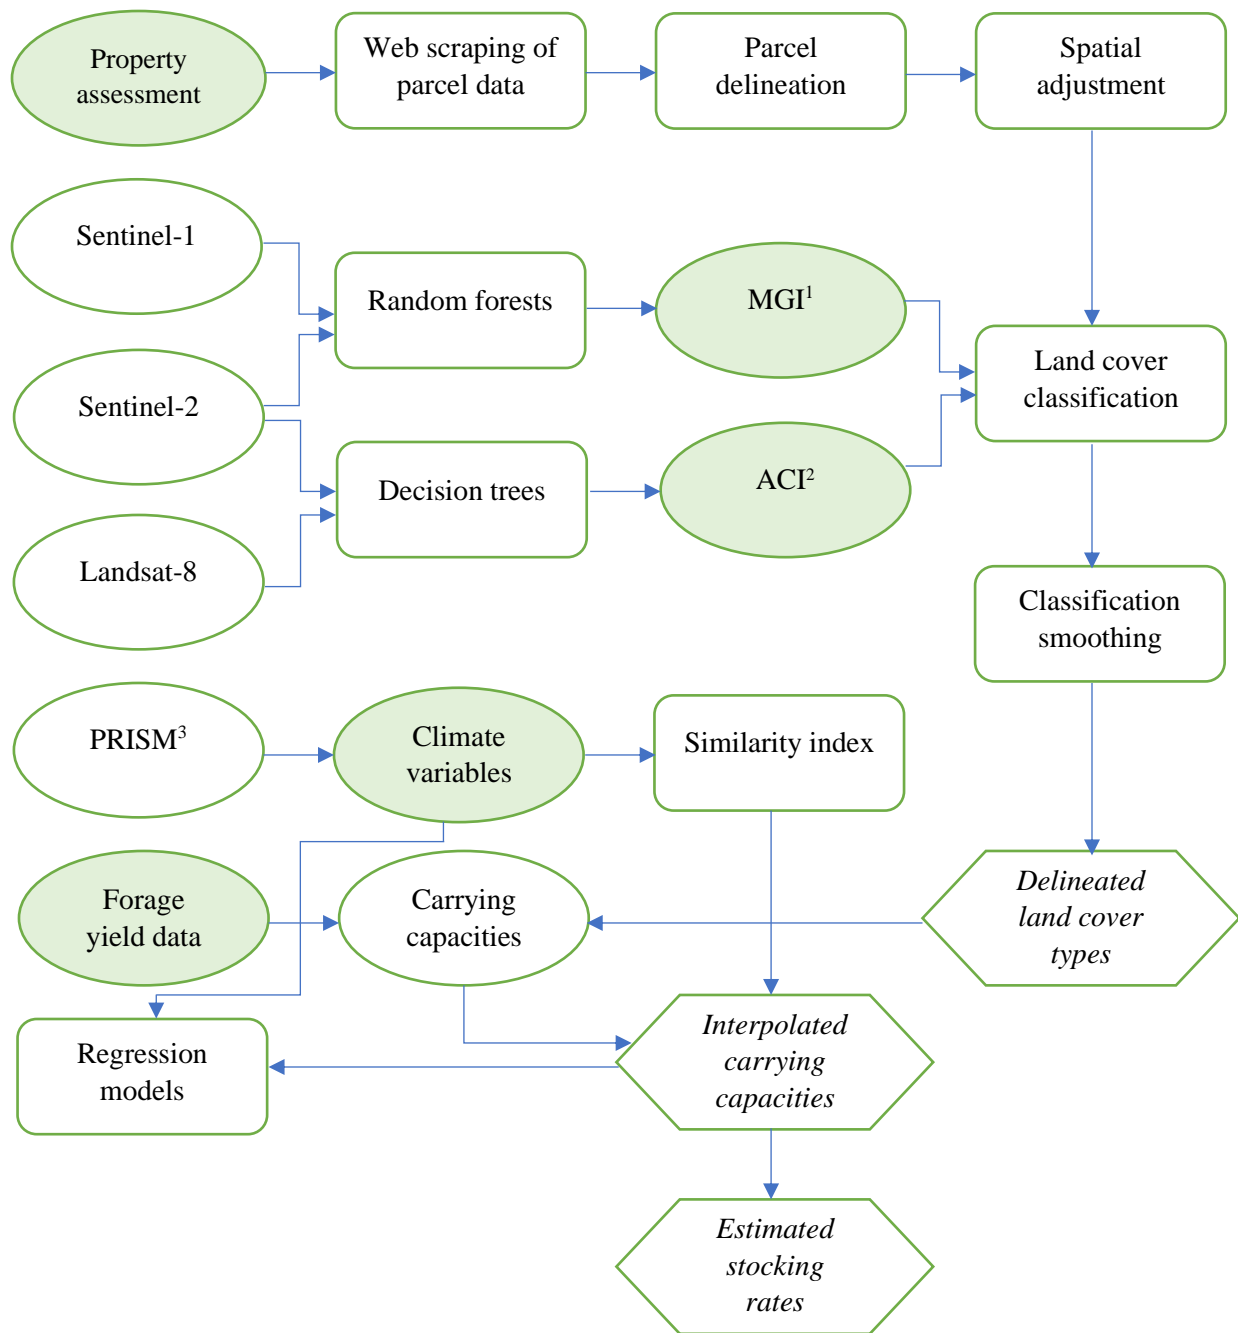 Property
assessment
Web scraping of
parcel data
Parcel
delineation
Spatial
adjustment
Sentinel-1
Random forests
MGI¹
Land cover
classification
Sentinel-2
Decision trees
ACI²
Landsat-8
Classification
smoothing
PRISM³
Climate
variables
Similarity index
Forage
yield data
Carrying
capacities
Delineated
land cover
types
Regression
models
Interpolated
carrying
capacities
Estimated
stocking
rates